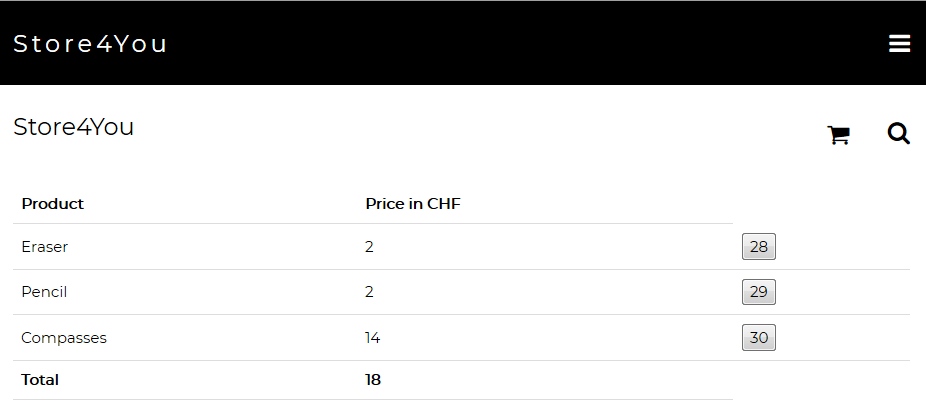 Store4You
Store4You
Product Price in CHF
Eraser 2 28
Pencil 2 29
Compasses 14 30
Total 18